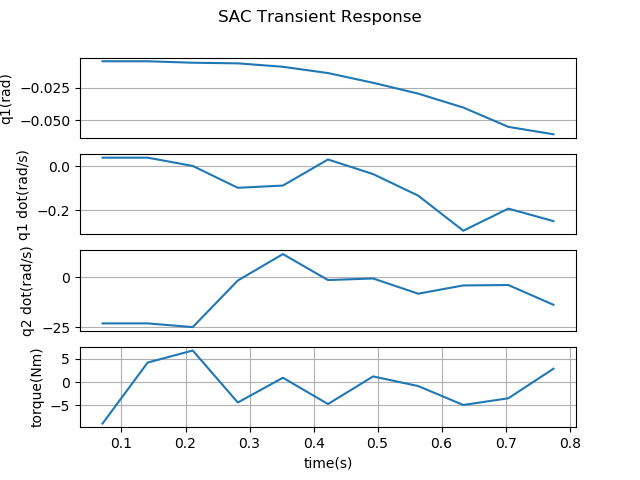 SAC Transient Response
q1(rad)
−0.025
−0.050
q1 dot(rad/s)
0.0
−0.2
q2 dot(rad/s)
0
−25
torque(Nm)
5
0
−5
0.1 0.2 0.3 0.4 0.5 0.6 0.7 0.8
time(s)